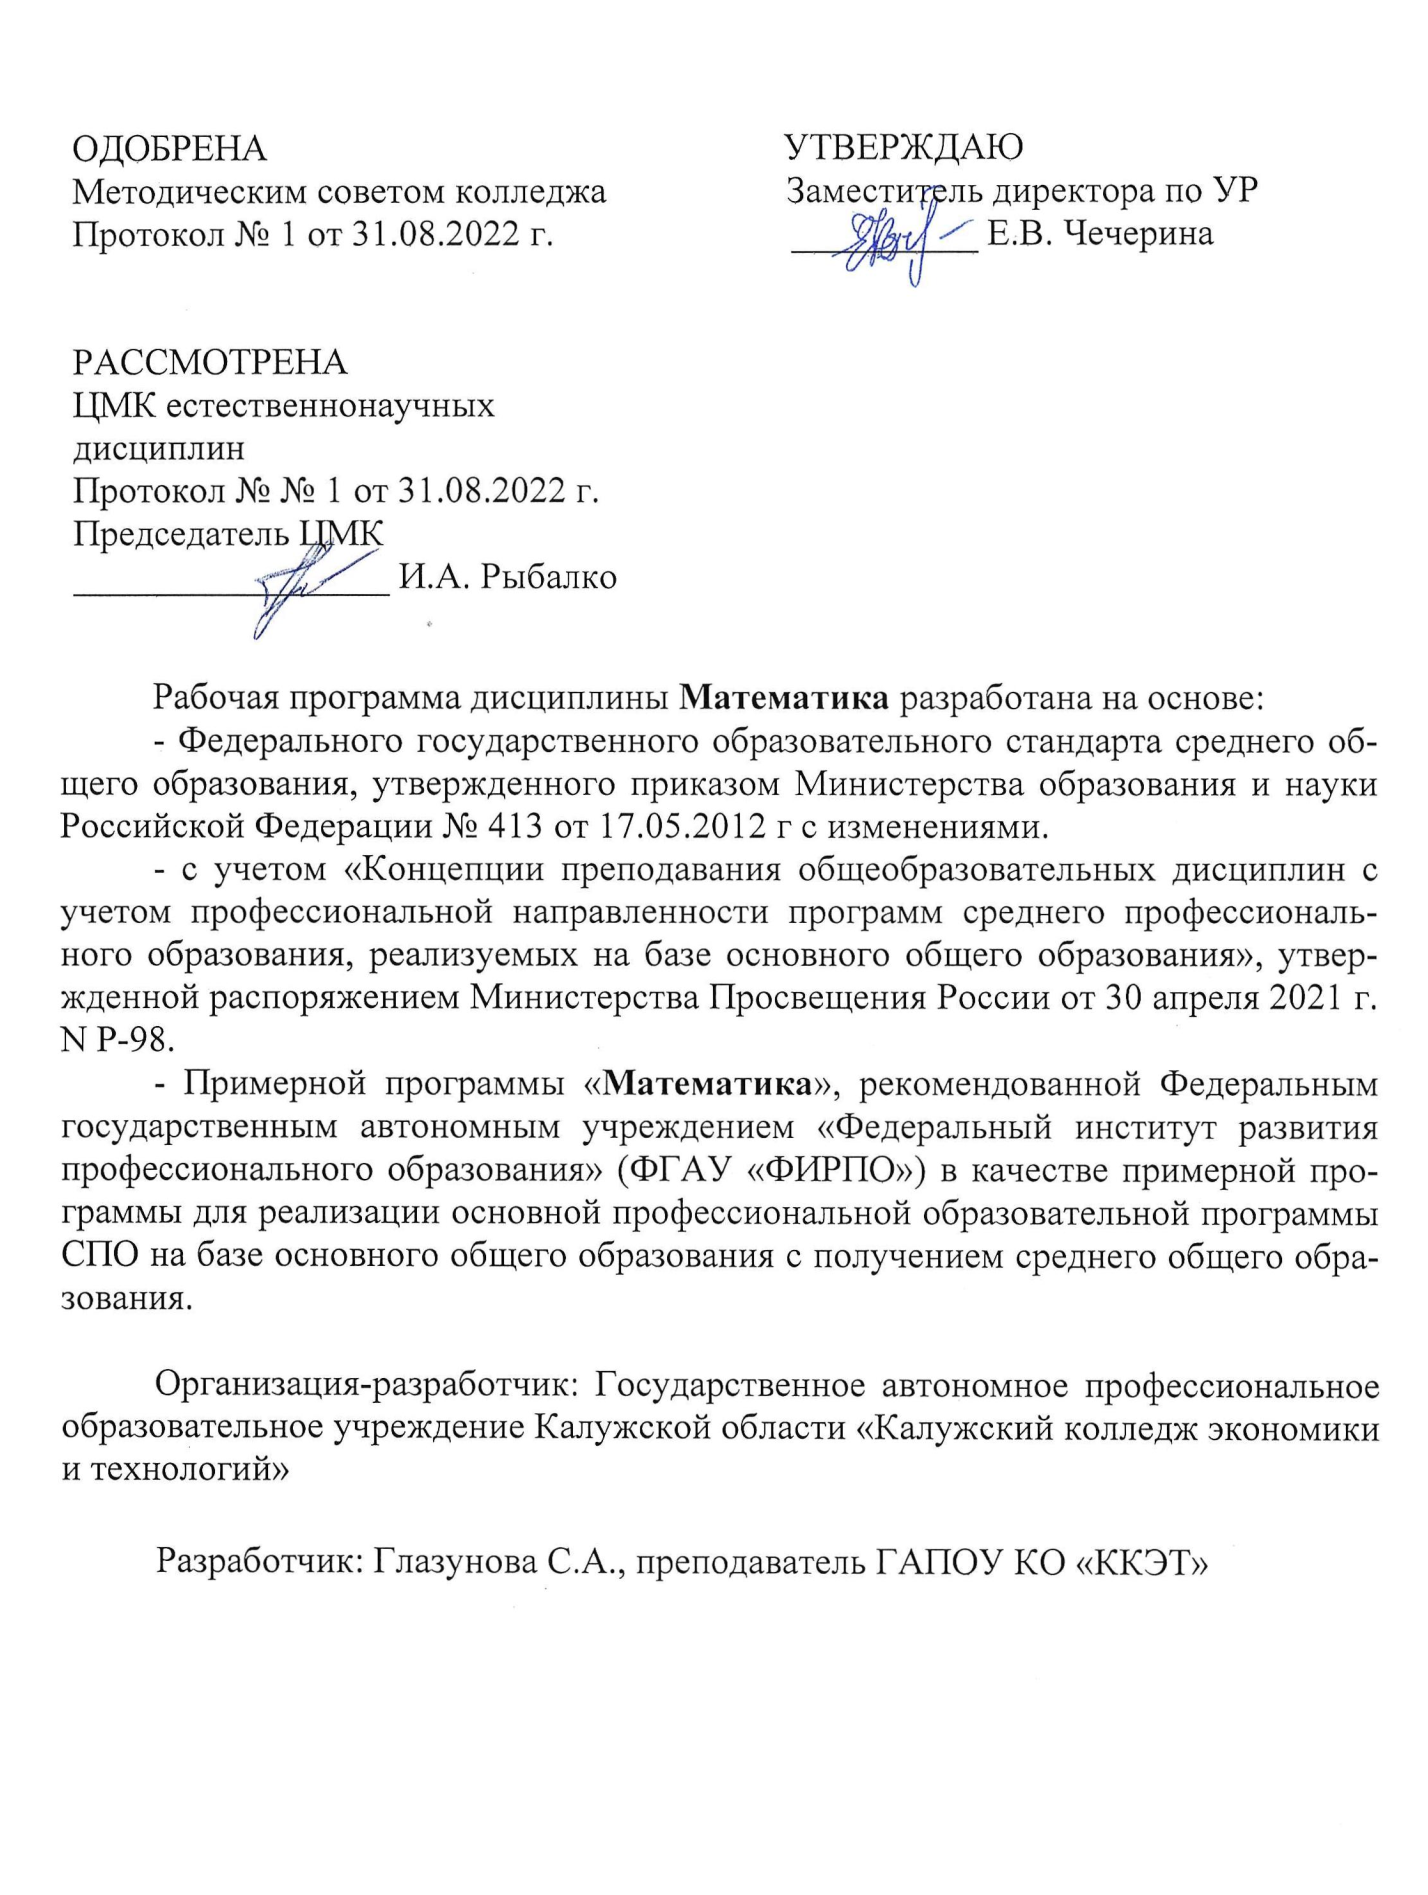 ОДОБРЕНА
Методическим советом колледжа
Протокол № 1 от 31.08.2022 г.
УТВЕРЖДАЮ
Заместитель директора по УР
__________ Е.В. Чечерина
РАССМОТРЕНА
ЦМК естественнонаучных
дисциплин
Протокол № № 1 от 31.08.2022 г.
Председатель ЦМК
_________________ И.А. Рыбалко
Рабочая программа дисциплины Математика разработана на основе:
- Федерального государственного образовательного стандарта среднего об-
щего образования, утвержденного приказом Министерства образования и науки
Российской Федерации № 413 от 17.05.2012 г с изменениями.
- с учетом «Концепции преподавания общеобразовательных дисциплин с
учетом профессиональной направленности программ среднего профессиональ-
ного образования, реализуемых на базе основного общего образования», утвер-
жденной распоряжением Министерства Просвещения России от 30 апреля 2021 г.
N Р-98.
- Примерной программы «Математика», рекомендованной Федеральным
государственным автономным учреждением «Федеральный институт развития
профессионального образования» (ФГАУ «ФИРПО») в качестве примерной про-
граммы для реализации основной профессиональной образовательной программы
СПО на базе основного общего образования с получением среднего общего обра-
зования.
Организация-разработчик: Государственное автономное профессиональное
образовательное учреждение Калужской области «Калужский колледж экономики
и технологий»
Разработчик: Глазунова С.А., преподаватель ГАПОУ КО «ККЭТ»